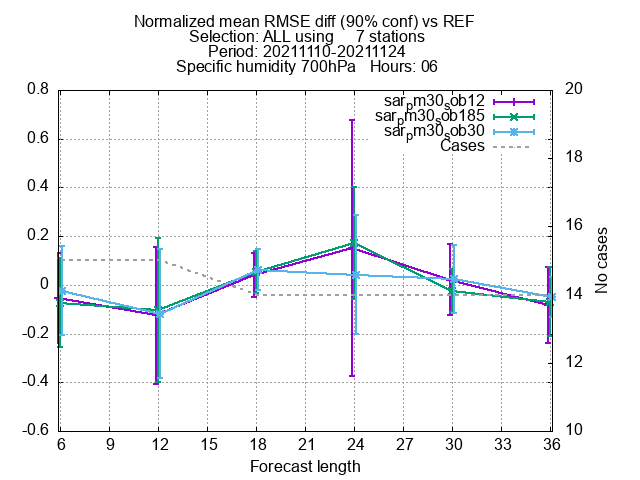 Normalized mean RMSE diff (90% conf) vs REF
Selection: ALL using 7 stations
Period: 20211110-20211124
Specific humidity 700hPa Hours: 06
sar_pm30_sob12
sar_pm30_sob185
sar_pm30_sob30
Cases
0.8
0.6
0.4
0.2
0
-0.2
-0.4
-0.6
20
18
16
14
12
10
No cases
6 9 12 15 18 21 24 27 30 33 36
Forecast length